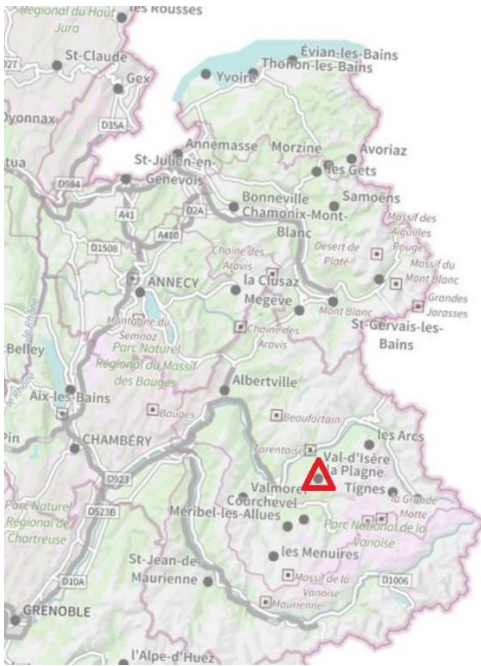 les Rousses
Régional du Haut
Jura
St-Claude
Évian-les-Bains
Thonon-les-Bains
Yvoire
D2T
Gex
Oyonnax
D35A
Annemasse
Morzine
Avoriaz
St-Julien-en-
Genevois
les Gets
tua
D984
A41
D2A
Bonneville
Samoëns
Chamonix-Mont-
Blanc
Massif des
Aiguilles
Rouges
A410
D1508
Désert de
Platé
Chaîne des
Aravis
Massif du
Mont Blanc
ANNECY
la Clusaz
Megève
Grandes
Jorasses
Mont Blanc
Montagne du
Semnoz
St-Gervais-les-
Bains
Chaîne des
Aravis
Parc Naturel
Régional du Massif
des Bauges
Belley
Albertville
Aix-les-Bains
Bauges
Beaufortain
Pin
CHAMBÉRY
les Arcs
Tarentaise
Val-d'Isère
la Plagne
D923
Valmorel
Tignes
la Grande
Motte
Courchevel
D523B
Méribel-les-Allues
Parc National de la
Vanoise
Parc Naturel
Régional de
Chartreuse
les Menuires
St-Jean-de-
Maurienne
Massif de la
Vanoise
D1006
D10A
Maurienne
GRENOBLE
l'Alpe-d'Huez